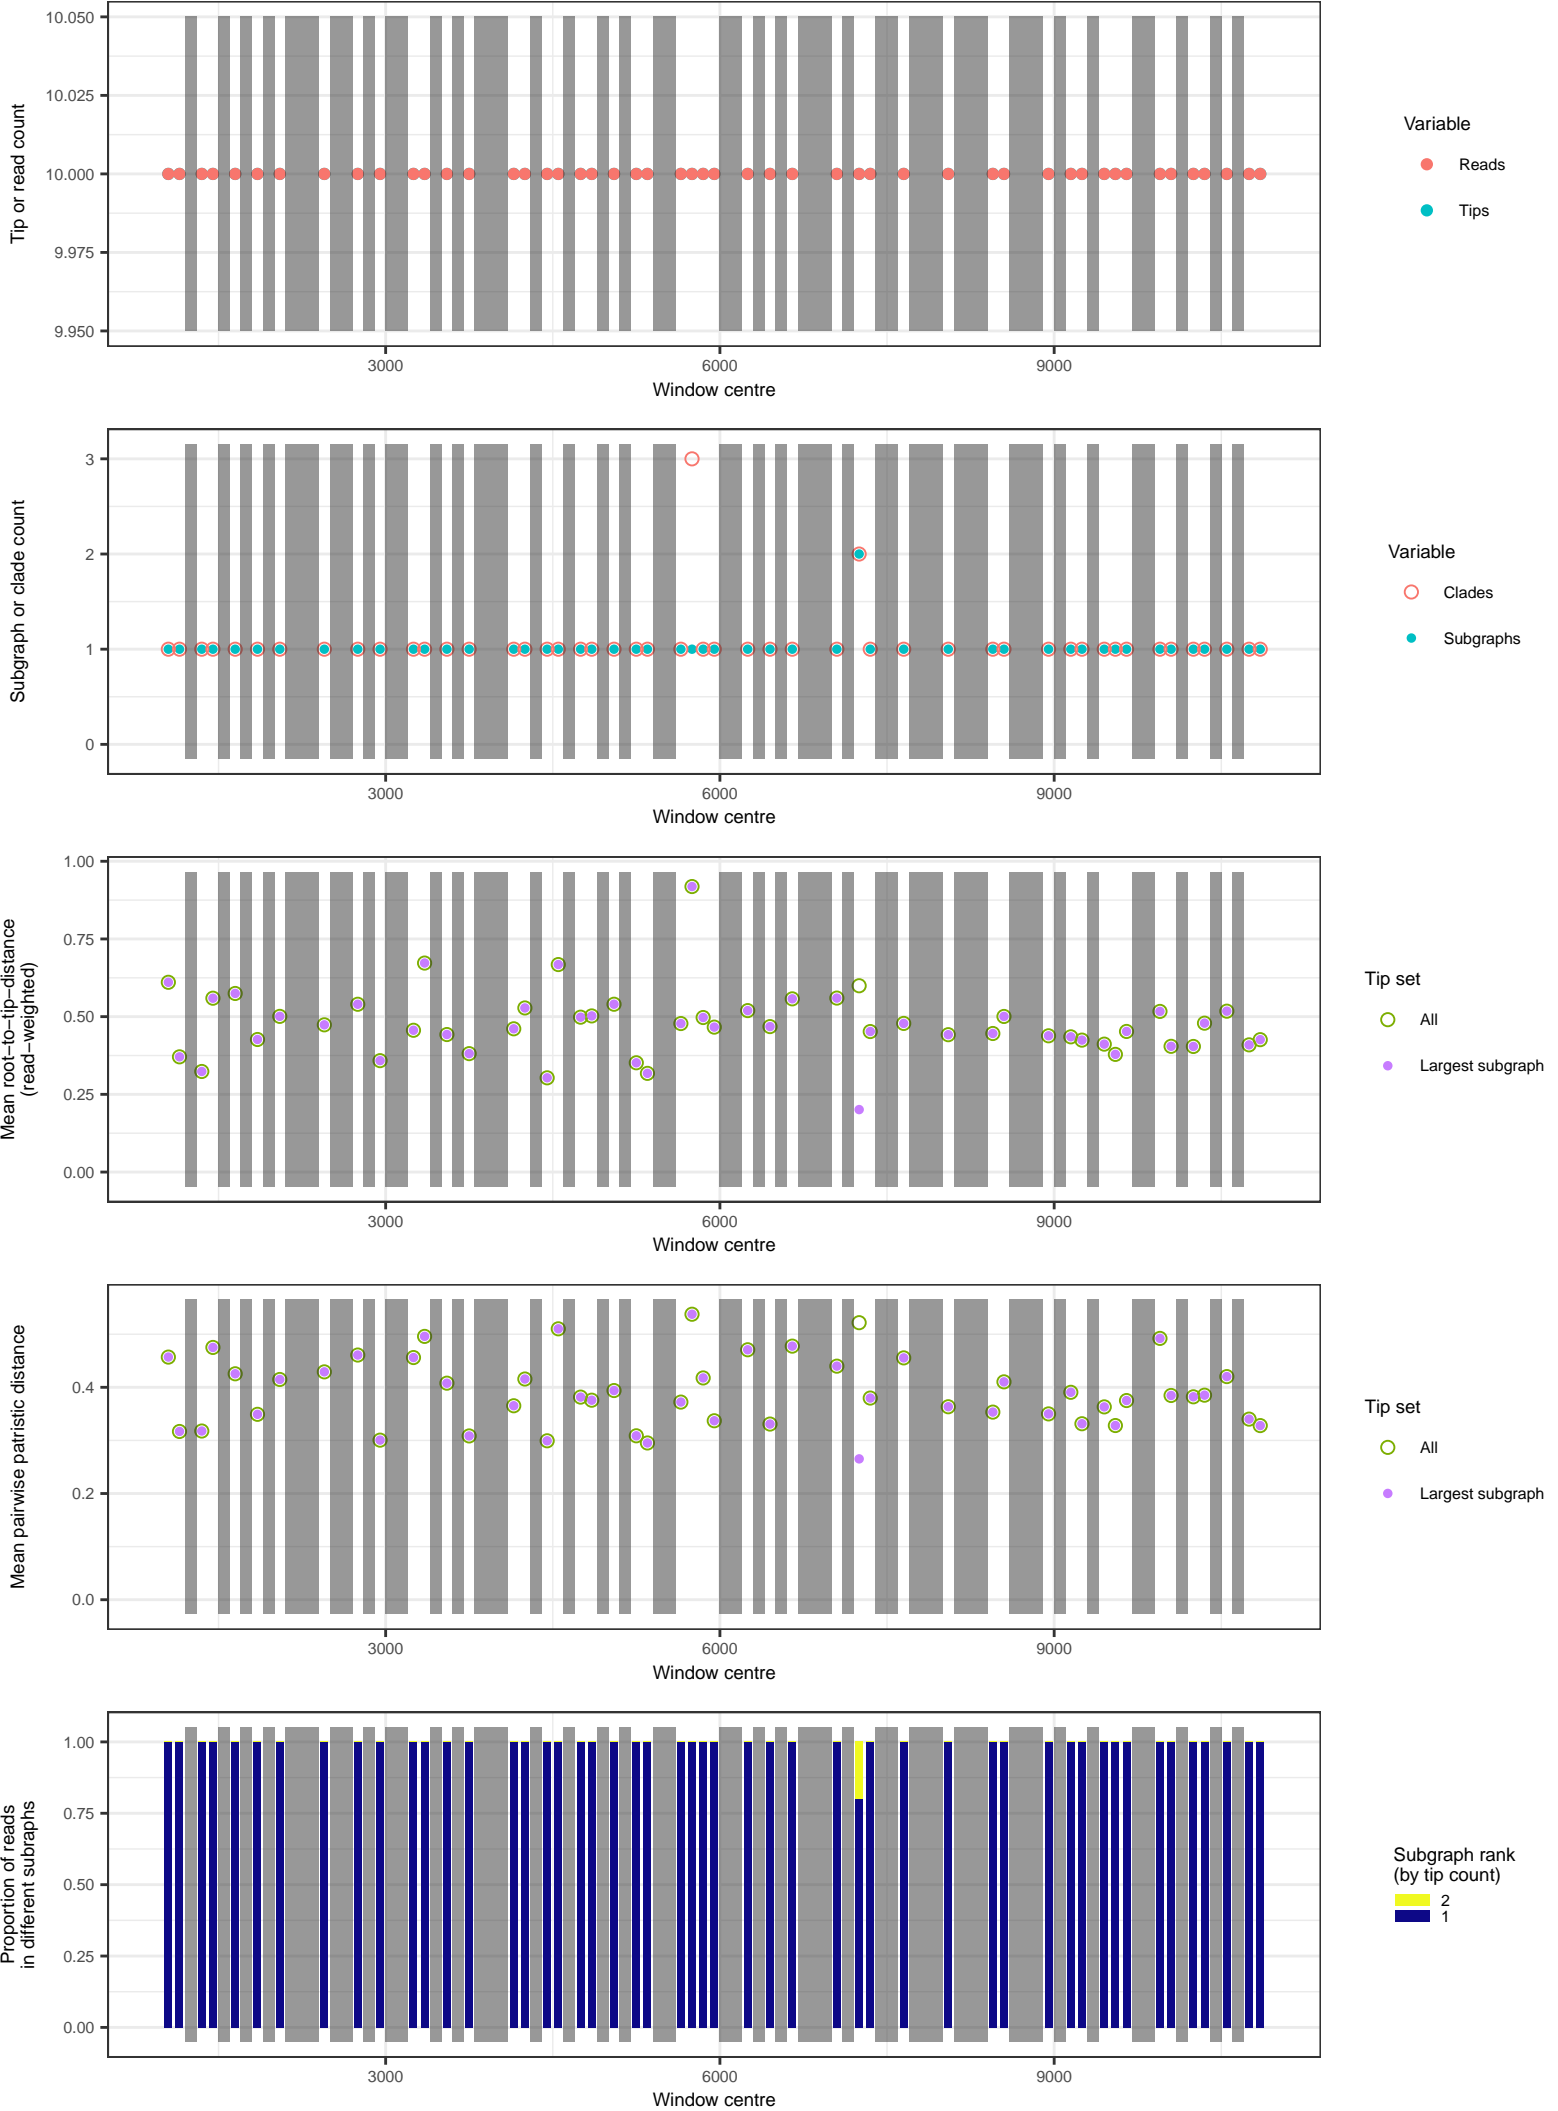 10.050
10.025
10.000
9.975
9.950
Tip or read count
3000
6000
9000
Window centre
Variable
Reads
Tips
3
2
1
0
Subgraph or clade count
3000
6000
9000
Window centre
Variable
Clades
Subgraphs
1.00
0.75
0.50
0.25
0.00
Mean root−to−tip−distance
(read−weighted)
3000
6000
9000
Window centre
Tip set
All
Largest subgraph
0.4
0.2
0.0
Mean pairwise patristic distance
3000
6000
9000
Window centre
Tip set
All
Largest subgraph
1.00
0.75
0.50
0.25
0.00
Proportion of reads
in different subraphs
3000
6000
9000
Window centre
Subgraph rank
(by tip count)
2
1